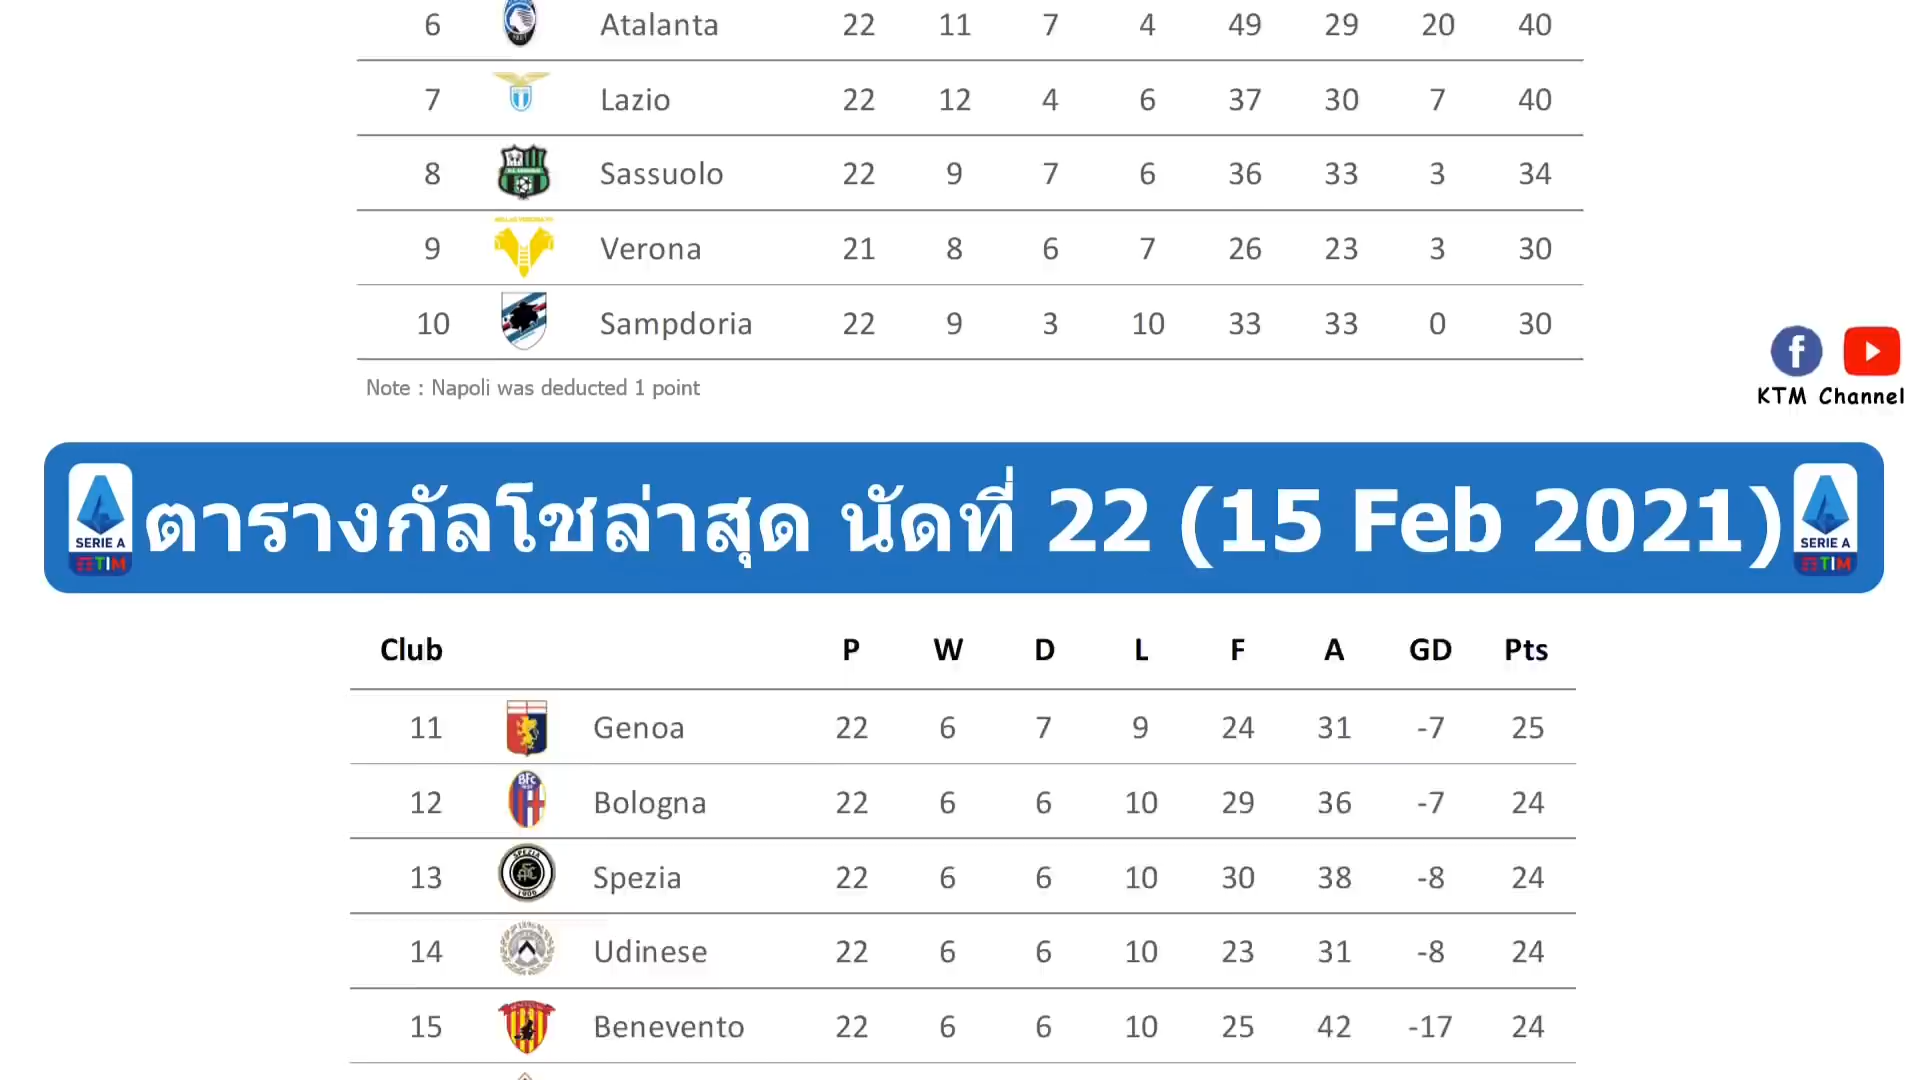 6 Atalanta 22 11 7 4 49 29 20 40
7 Lazio 22 12 4 6 37 30 7 40
8 Sassuolo 22 9 7 6 36 33 3 34
9 Verona 21 8 6 7 26 23 3 30
10 Sampdoria 22 9 3 10 33 33 0 30
Note : Napoli was deducted 1 point
KTM Channel
SERIE A
TIM
ตารางกัลโชล่าสุด นัดที่ 22 (15 Feb 2021)
SERIE A
TIM
Club P W D L F A GD Pts
11 Genoa 22 6 7 9 24 31 -7 25
12 Bologna 22 6 6 10 29 36 -7 24
13 Spezia 22 6 6 10 30 38 -8 24
14 Udinese 22 6 6 10 23 31 -8 24
15 Benevento 22 6 6 10 25 42 -17 24